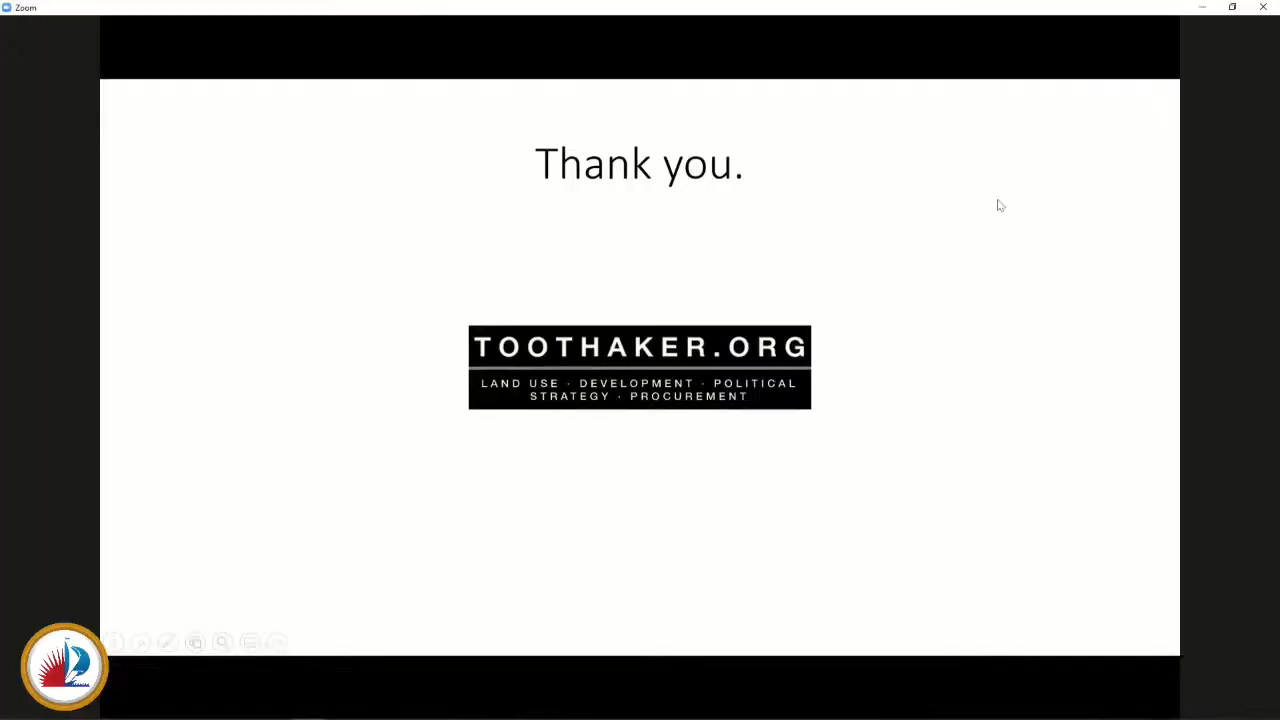 Zoom
Thank you.
TOOTHAKER.ORG
LAND USE · DEVELOPMENT · POLITICAL
STRATEGY · PROCUREMENT